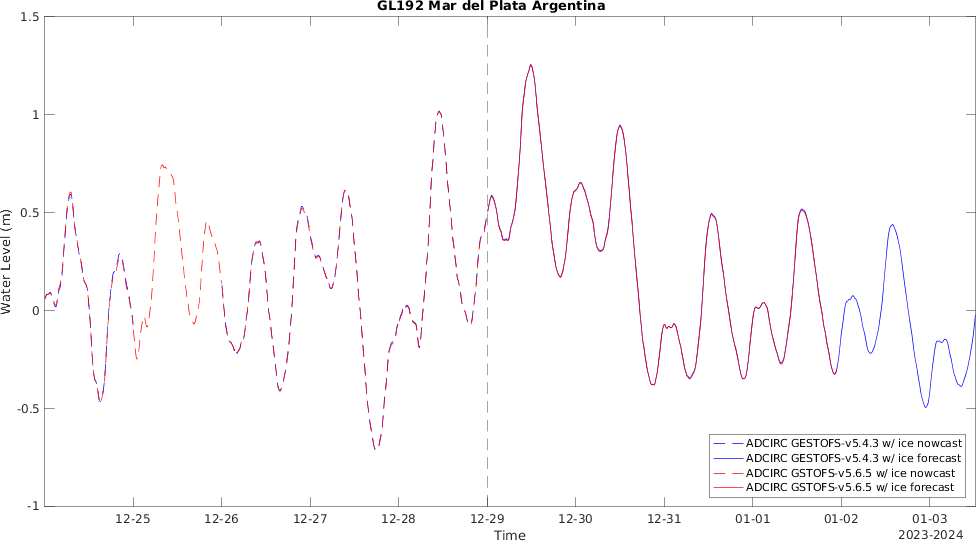 GL192 Mar del Plata Argentina
1.5
1
0.5
0
-0.5
-1
Water Level (m)
12-25
12-26
12-27
12-28
12-29
12-30
12-31
01-01
01-02
01-03
Time
2023-2024
ADCIRC GESTOFS-v5.4.3 w/ ice nowcast
ADCIRC GESTOFS-v5.4.3 w/ ice forecast
ADCIRC GSTOFS-v5.6.5 w/ ice nowcast
ADCIRC GSTOFS-v5.6.5 w/ ice forecast